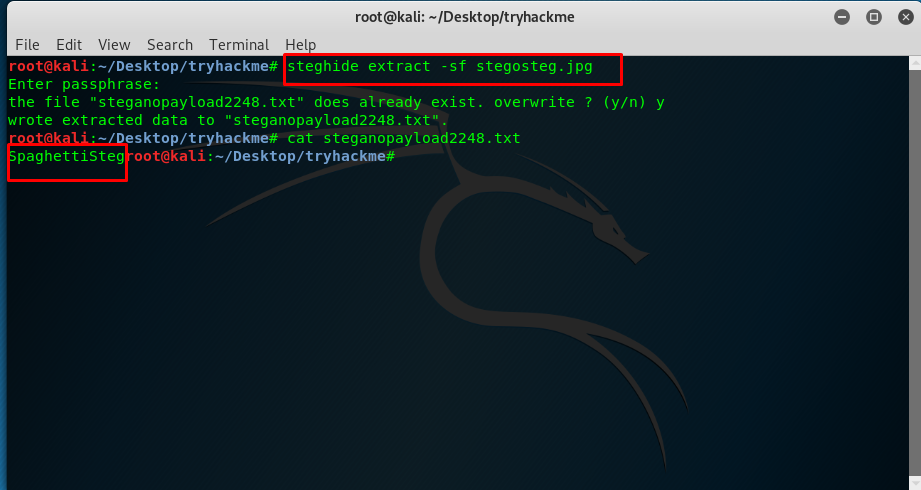 root@kali: ~/Desktop/tryhackme
File Edit View Search Terminal Help
root@kali:~/Desktop/tryhackme# steghide extract -sf stegosteg.jpg
Enter passphrase:
the file "steganopayload2248.txt" does already exist. overwrite ? (y/n) y
wrote extracted data to "steganopayload2248.txt".
root@kali:~/Desktop/tryhackme# cat steganopayload2248.txt
SpaghettiStegroot@kali:~/Desktop/tryhackme#